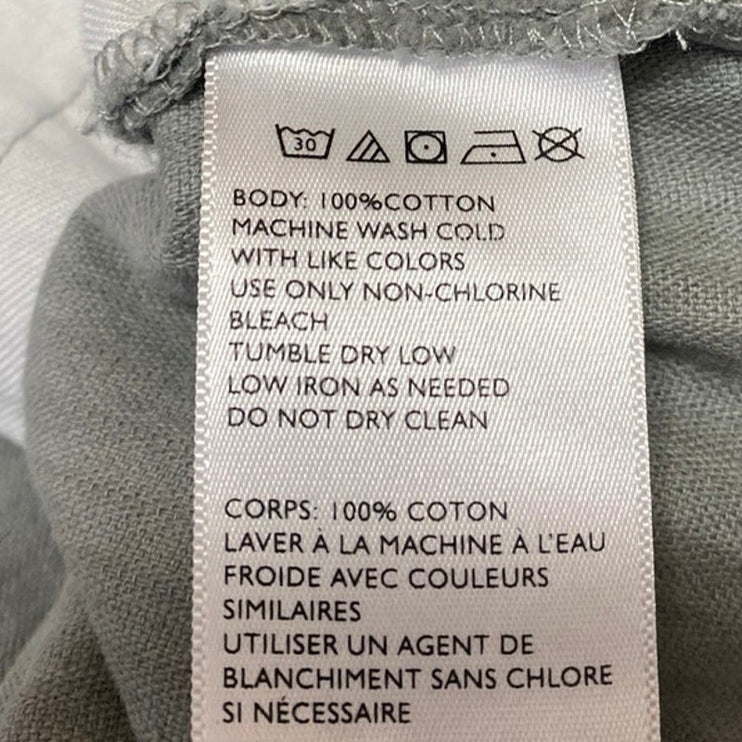 30
BODY: 100%COTTON
MACHINE WASH COLD
WITH LIKE COLORS
USE ONLY NON-CHLORINE
BLEACH
TUMBLE DRY LOW
LOW IRON AS NEEDED
DO NOT DRY CLEAN
CORPS: 100% COTON
LAVER À LA MACHINE À L'EAU
FROIDE AVEC COULEURS
SIMILAIRES
UTILISER UN AGENT DE
BLANCHIMENT SANS CHLORE
SI NÉCESSAIRE